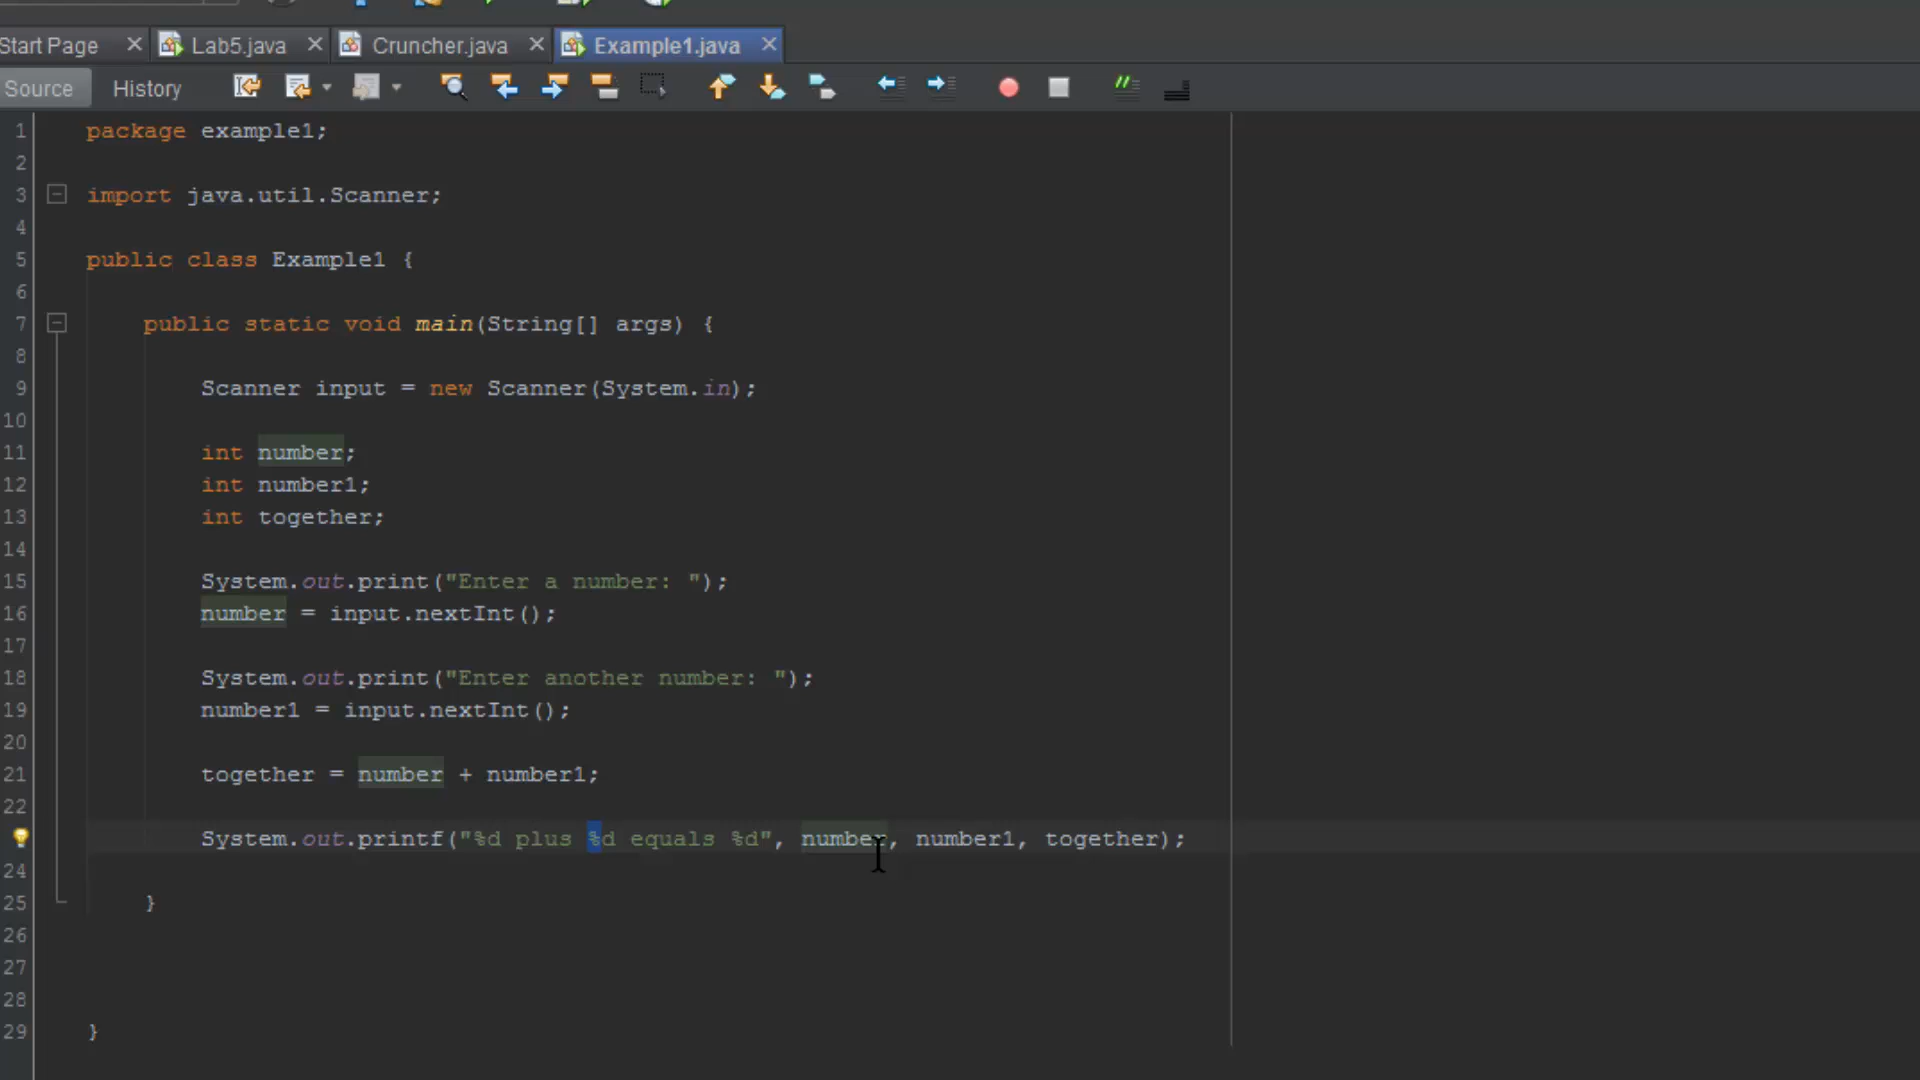 Start Page Lab5.java Cruncher.java Example1.java
Source History
1 package example1;
2
3 import java.util.Scanner;
4
5 public class Example1 {
6
7 public static void main(String[] args) {
8
9 Scanner input = new Scanner(System.in);
10
11 int number;
12 int number1;
13 int together;
14
15 System.out.print("Enter a number: ");
16 number = input.nextInt();
17
18 System.out.print("Enter another number: ");
19 number1 = input.nextInt();
20
21 together = number + number1;
22
System.out.printf("%d plus %d equals %d", number, number1, together);
24
25 }
26
27
28
29 }